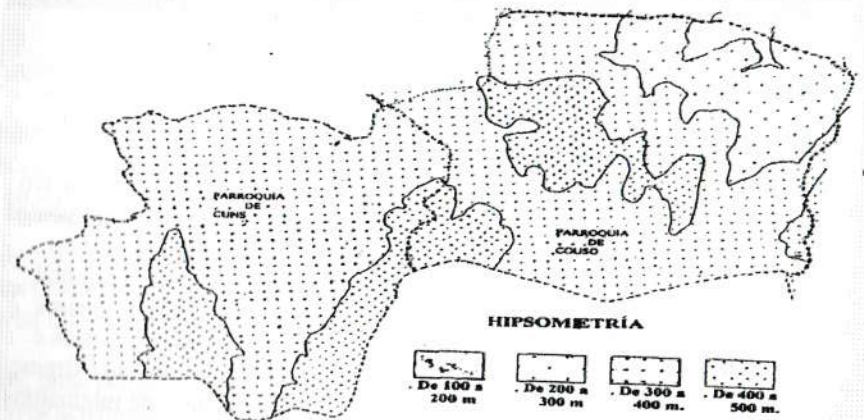 PARROQUIA
DE
CUNS
PARROQUIA
DE
COUSO
HIPSOMETRÍA
De 100 a
200 m
De 200 a
300 m
De 300 a
400 m.
De 400 a
500 m.